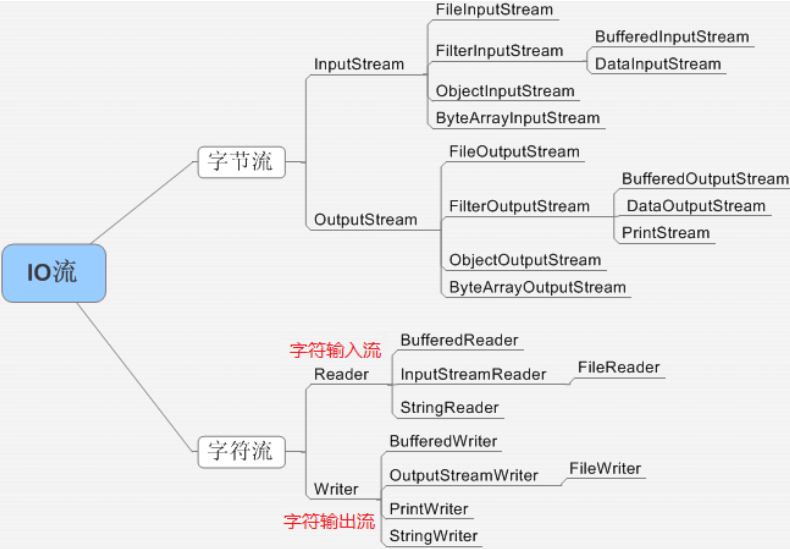 IO流
字节流
InputStream
FileInputStream
FilterInputStream
BufferedInputStream
DataInputStream
ObjectInputStream
ByteArrayInputStream
OutputStream
FileOutputStream
FilterOutputStream
BufferedOutputStream
DataOutputStream
PrintStream
ObjectOutputStream
ByteArrayOutputStream
字符流
字符输入流
Reader
BufferedReader
InputStreamReader
FileReader
StringReader
Writer
字符输出流
BufferedWriter
OutputStreamWriter
FileWriter
PrintWriter
StringWriter